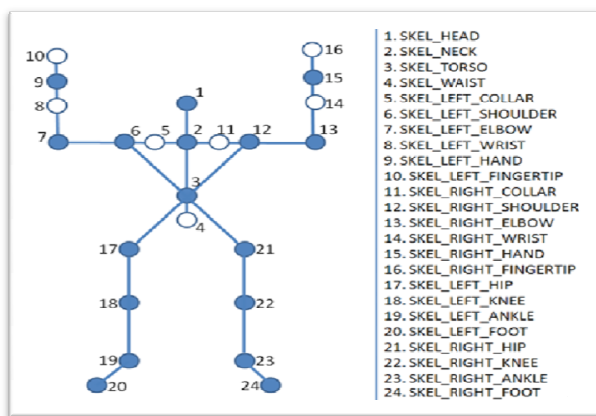 10
9
8
7
6
5
1
2
11
12
16
15
14
13
3
4
17
21
18
22
19
23
20
24
1. SKEL_HEAD
2. SKEL_NECK
3. SKEL_TORSO
4. SKEL_WAIST
5. SKEL_LEFT_COLLAR
6. SKEL_LEFT_SHOULDER
7. SKEL_LEFT_ELBOW
8. SKEL_LEFT_WRIST
9. SKEL_LEFT_HAND
10. SKEL_LEFT_FINGERTIP
11. SKEL_RIGHT_COLLAR
12. SKEL_RIGHT_SHOULDER
13. SKEL_RIGHT_ELBOW
14. SKEL_RIGHT_WRIST
15. SKEL_RIGHT_HAND
16. SKEL_RIGHT_FINGERTIP
17. SKEL_LEFT_HIP
18. SKEL_LEFT_KNEE
19. SKEL_LEFT_ANKLE
20. SKEL_LEFT_FOOT
21. SKEL_RIGHT_HIP
22. SKEL_RIGHT_KNEE
23. SKEL_RIGHT_ANKLE
24. SKEL_RIGHT_FOOT